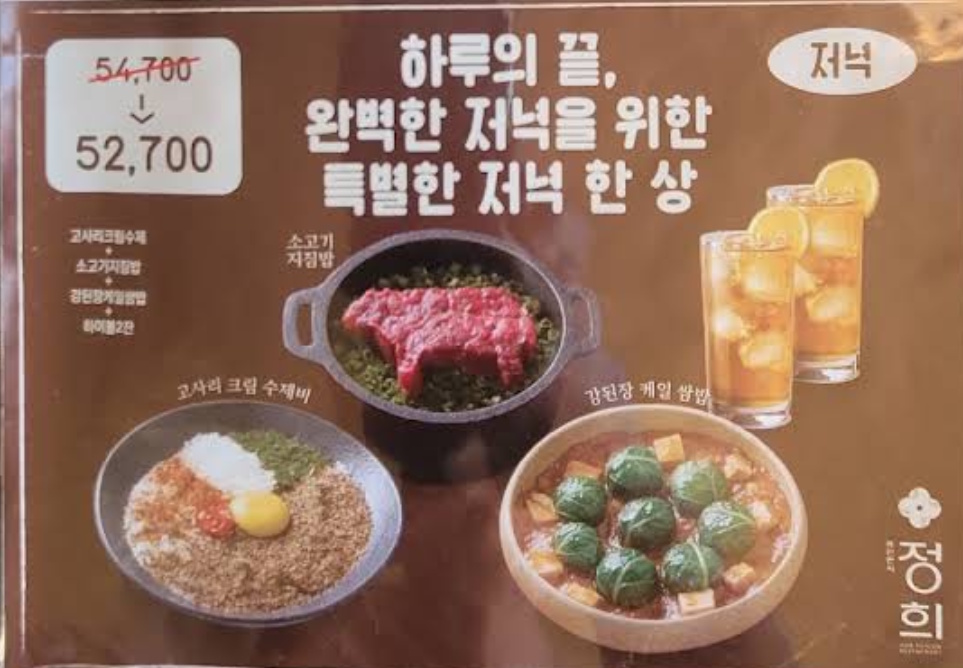 54,700
52,700
하루의 끝,
완벽한 저녁을 위한
특별한 저녁 한 상
저녁
고사리크림수제
+
소고기지짐밥
+
강된장케일쌈밥
+
하이볼2잔
소고기
지짐밥
고사리 크림 수제비
강된장 케일 쌈밥
정희